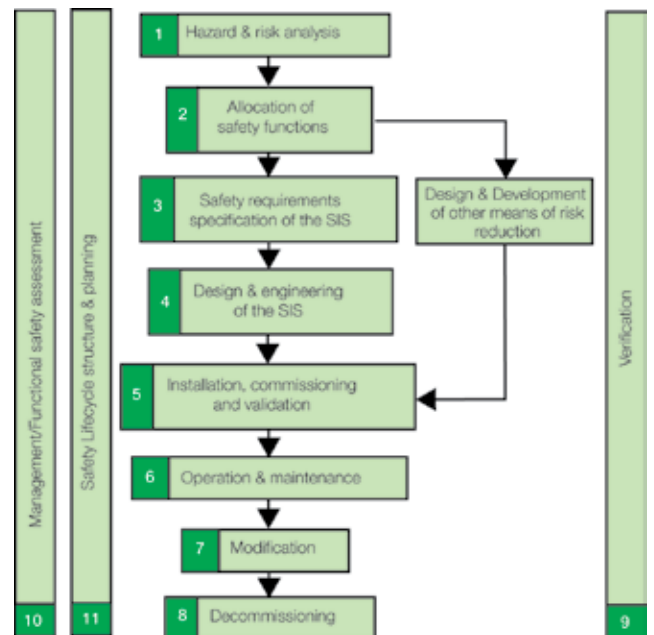 1
Hazard & risk analysis
2
Allocation of
safety functions
3
Safety requirements
specification of the SIS
Design & Development
of other means of risk
reduction
4
Design & engineering
of the SIS
5
Installation, commissioning
and validation
6
Operation & maintenance
7
Modification
8
Decommissioning
Management/Functional safety assessment
10
Safety Lifecycle structure & planning
11
Verification
9